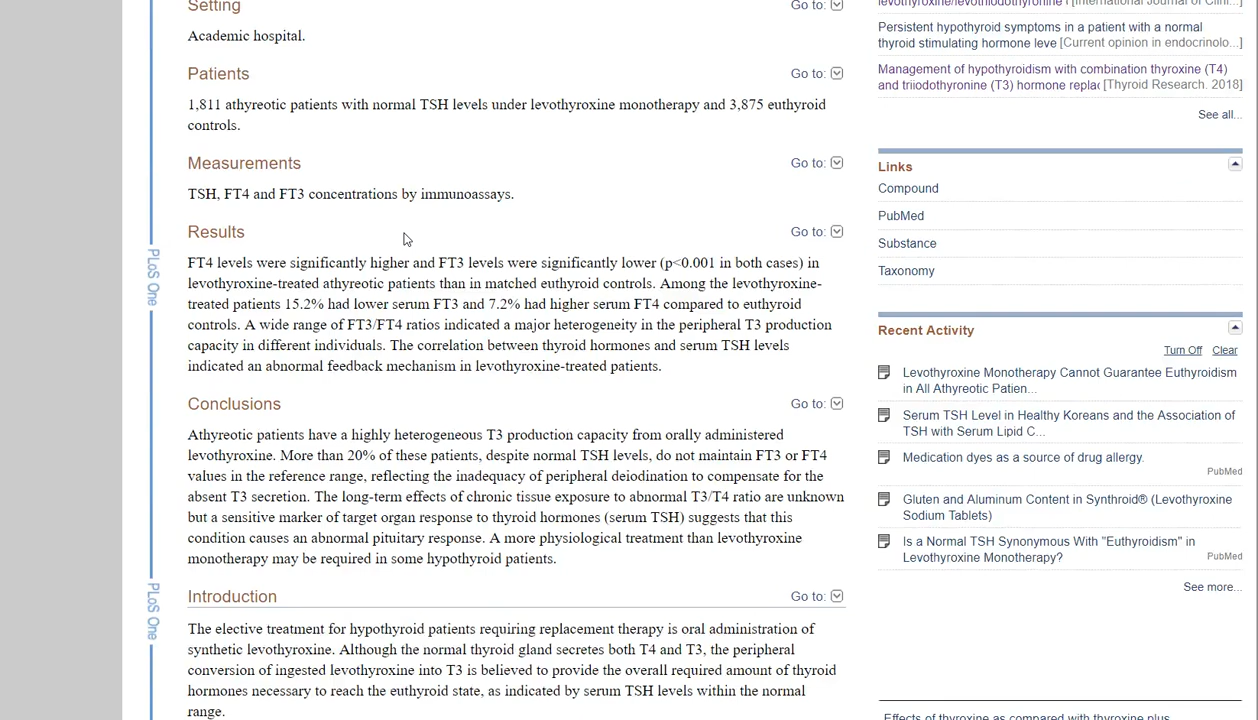 Setting
Go to:
Academic hospital.
Patients
Go to:
1,811 athyreotic patients with normal TSH levels under levothyroxine monotherapy and 3,875 euthyroid
controls.
Measurements
Go to:
TSH, FT4 and FT3 concentrations by immunoassays.
Results
Go to:
FT4 levels were significantly higher and FT3 levels were significantly lower (p<0.001 in both cases) in
levothyroxine-treated athyreotic patients than in matched euthyroid controls. Among the levothyroxine-
treated patients 15.2% had lower serum FT3 and 7.2% had higher serum FT4 compared to euthyroid
controls. A wide range of FT3/FT4 ratios indicated a major heterogeneity in the peripheral T3 production
capacity in different individuals. The correlation between thyroid hormones and serum TSH levels
indicated an abnormal feedback mechanism in levothyroxine-treated patients.
Conclusions
Go to:
Athyreotic patients have a highly heterogeneous T3 production capacity from orally administered
levothyroxine. More than 20% of these patients, despite normal TSH levels, do not maintain FT3 or FT4
values in the reference range, reflecting the inadequacy of peripheral deiodination to compensate for the
absent T3 secretion. The long-term effects of chronic tissue exposure to abnormal T3/T4 ratio are unknown
but a sensitive marker of target organ response to thyroid hormones (serum TSH) suggests that this
condition causes an abnormal pituitary response. A more physiological treatment than levothyroxine
monotherapy may be required in some hypothyroid patients.
Introduction
Go to:
The elective treatment for hypothyroid patients requiring replacement therapy is oral administration of
synthetic levothyroxine. Although the normal thyroid gland secretes both T4 and T3, the peripheral
conversion of ingested levothyroxine into T3 is believed to provide the overall required amount of thyroid
hormones necessary to reach the euthyroid state, as indicated by serum TSH levels within the normal
range.
PLoS One
PLoS One
levothyroxine/levothiodothyronine [International Journal of Clini...]
Persistent hypothyroid symptoms in a patient with a normal
thyroid stimulating hormone leve [Current opinion in endocrinolo...]
Management of hypothyroidism with combination thyroxine (T4)
and triiodothyronine (T3) hormone replac [Thyroid Research. 2018]
See all...
Links
Compound
PubMed
Substance
Taxonomy
Recent Activity
Turn Off Clear
Levothyroxine Monotherapy Cannot Guarantee Euthyroidism
in All Athyreotic Patien...
Serum TSH Level in Healthy Koreans and the Association of
TSH with Serum Lipid C...
Medication dyes as a source of drug allergy.
PubMed
Gluten and Aluminum Content in Synthroid® (Levothyroxine
Sodium Tablets)
Is a Normal TSH Synonymous With "Euthyroidism" in
Levothyroxine Monotherapy?
PubMed
See more...
Effects of thyroxine as compared with thyroxine plus